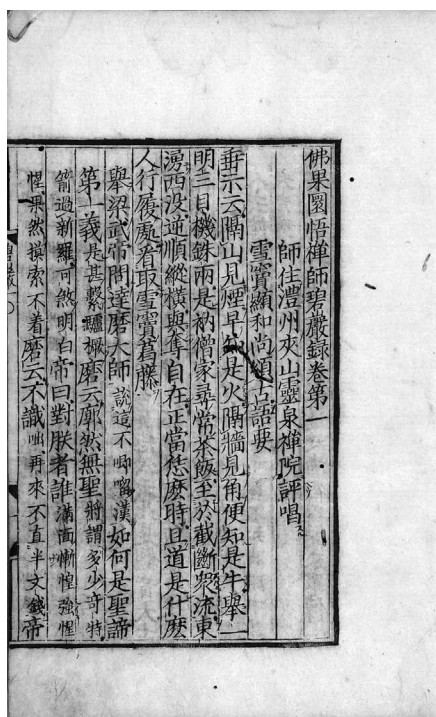 佛果圜悟禪師碧巖錄卷第一
師住澧州夾山靈泉禪院評唱
雪竇顯和尚頌古語要
垂示云隔山見煙早知是火隔牆見角便知是牛舉一
明三目機銖兩是衲僧家尋常茶飯至於截斷衆流東
湧西沒逆順縱橫與奪自在正當恁麽時且道是什麽
人行履處看取雪竇葛藤
舉梁武帝問達磨大師說這不唧𠺕漢如何是聖諦
第一義是甚繫驢橛磨云廓然無聖將謂多少奇特
箭過新羅可煞明白帝曰對朕者誰滿面慚惶強惺
惺果然摸索不着磨云不識咄再來不直半文錢帝